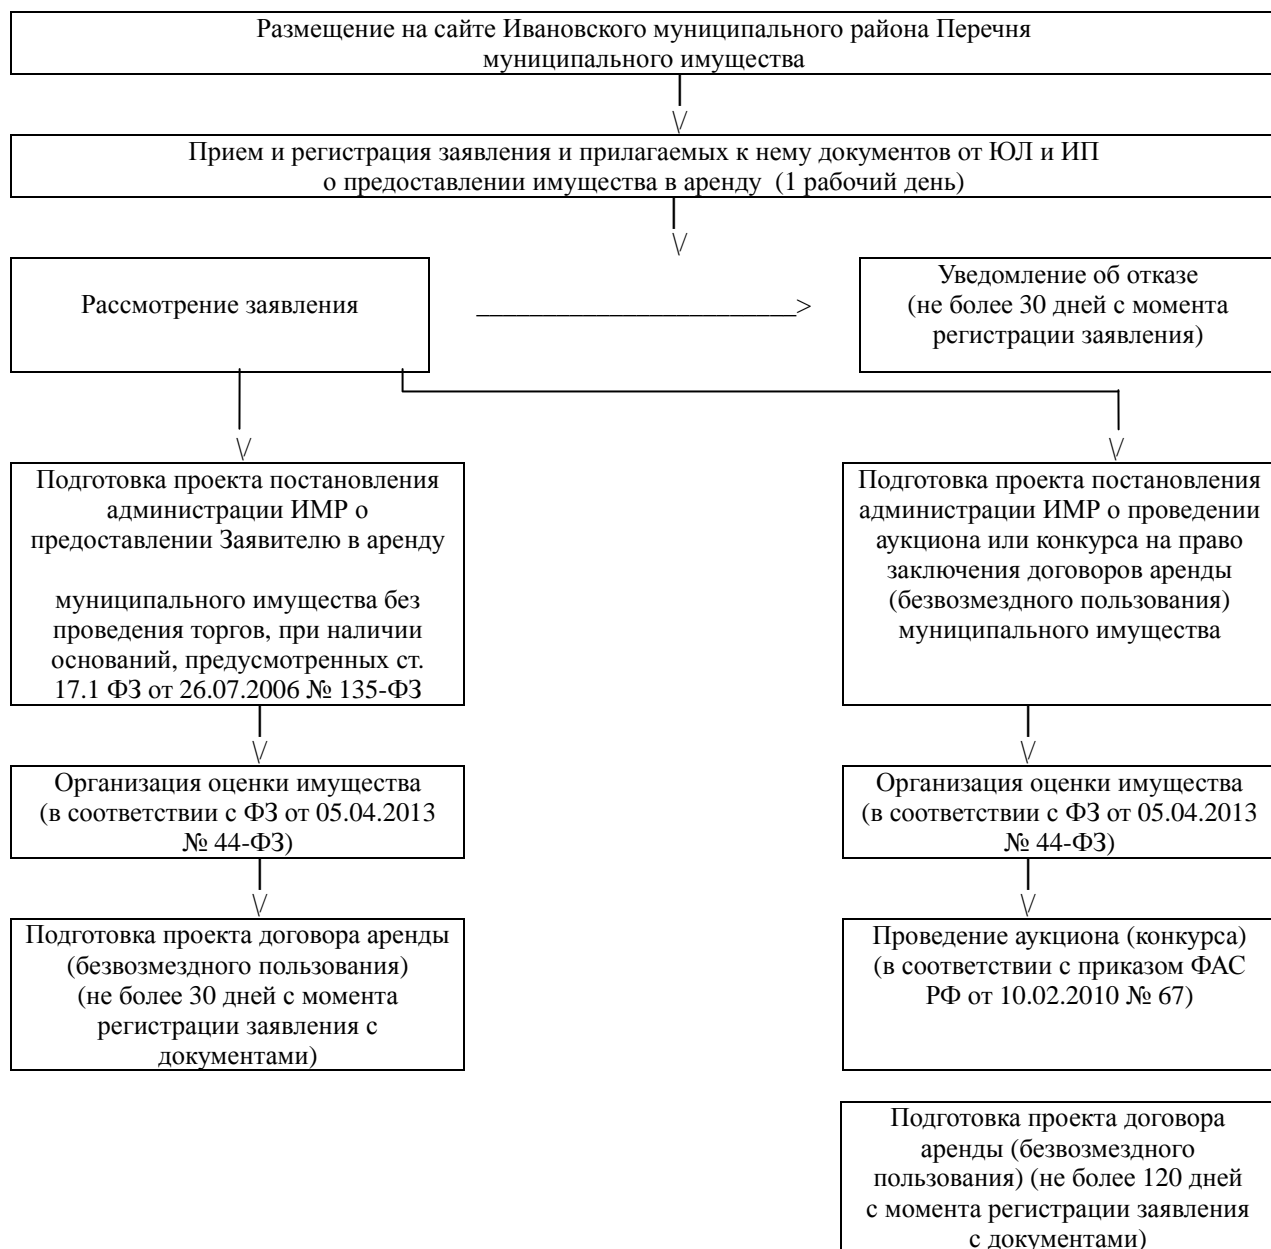 Размещение на сайте Ивановского муниципального района Перечня
муниципального имущества
Прием и регистрация заявления и прилагаемых к нему документов от ЮЛ и ИП
о предоставлении имущества в аренду (1 рабочий день)
Рассмотрение заявления
Уведомление об отказе
(не более 30 дней с момента
регистрации заявления)
Подготовка проекта постановления
администрации ИМР о
предоставлении Заявителю в аренду
муниципального имущества без
проведения торгов, при наличии
оснований, предусмотренных ст.
17.1 ФЗ от 26.07.2006 № 135-ФЗ
Подготовка проекта постановления
администрации ИМР о проведении
аукциона или конкурса на право
заключения договоров аренды
(безвозмездного пользования)
муниципального имущества
Организация оценки имущества
(в соответствии с ФЗ от 05.04.2013
№ 44-ФЗ)
Организация оценки имущества
(в соответствии с ФЗ от 05.04.2013
№ 44-ФЗ)
Подготовка проекта договора аренды
(безвозмездного пользования)
(не более 30 дней с момента
регистрации заявления с
документами)
Проведение аукциона (конкурса)
(в соответствии с приказом ФАС
РФ от 10.02.2010 № 67)
Подготовка проекта договора
аренды (безвозмездного
пользования) (не более 120 дней
с момента регистрации заявления
с документами)